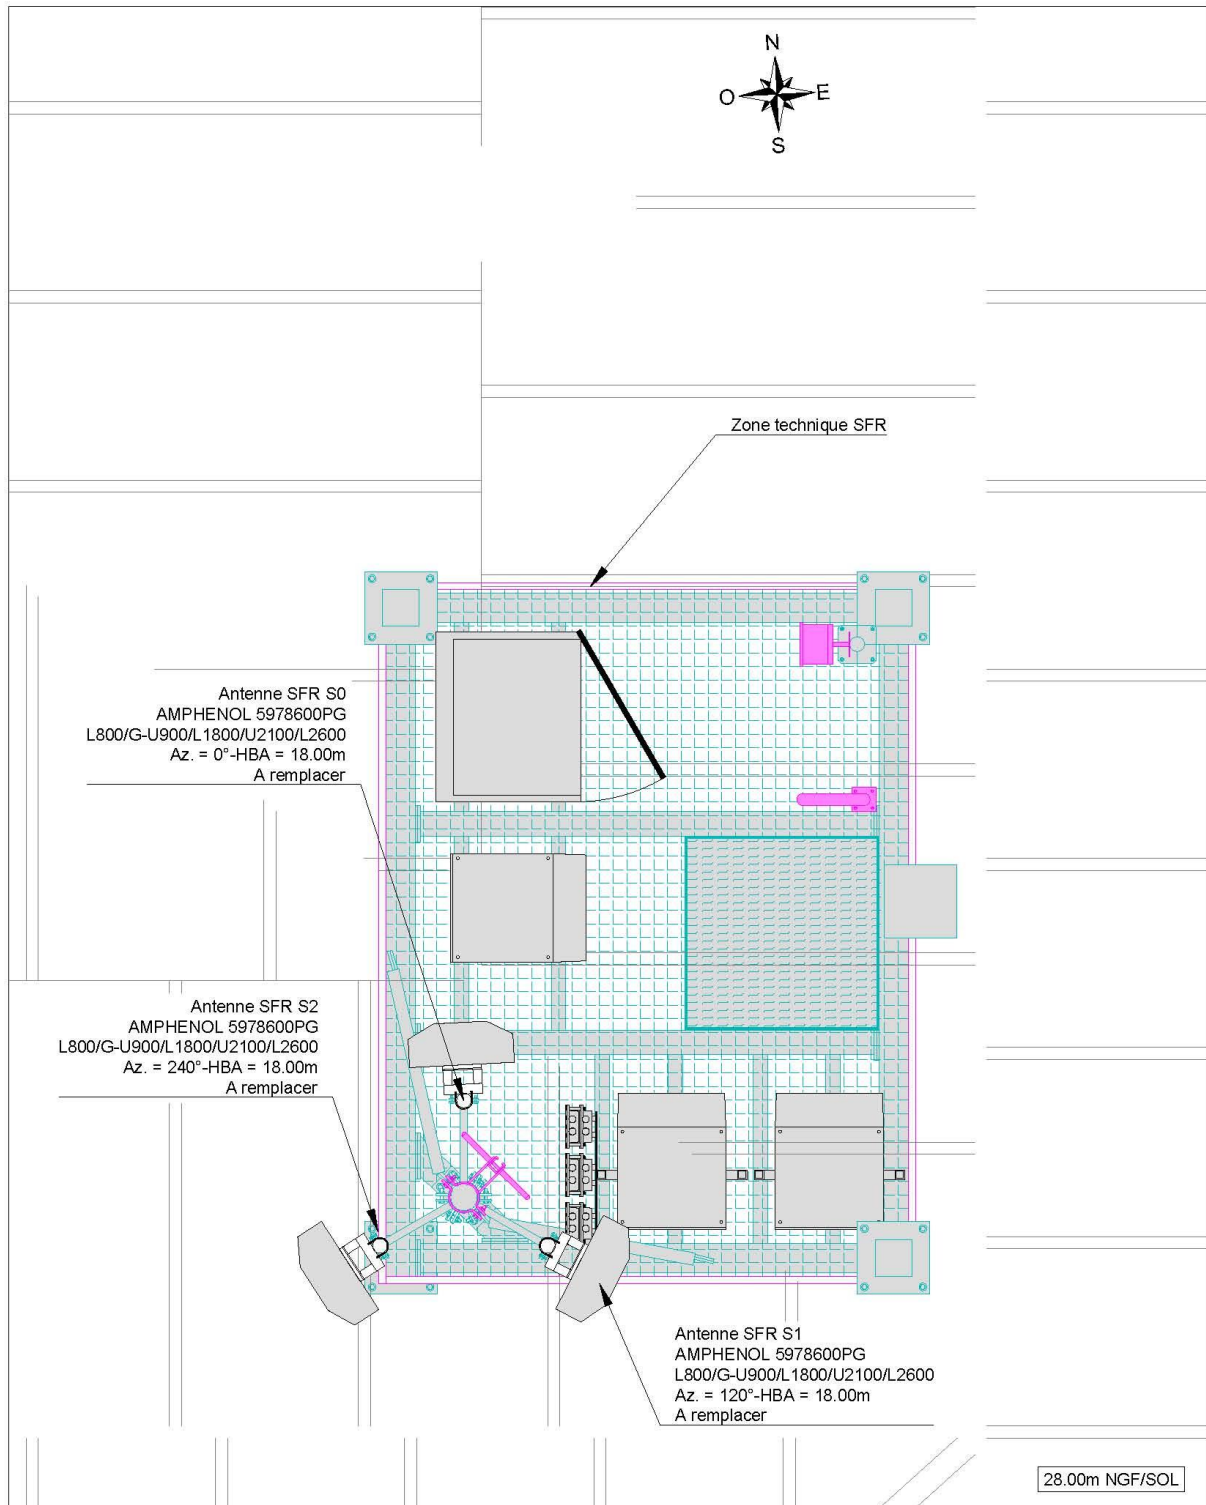 N
O
E
S
Zone technique SFR
Antenne SFR S0
AMPHENOL 5978600PG
L800/G-U900/L1800/U2100/L2600
Az. = 0°-HBA = 18.00m
A remplacer
Antenne SFR S2
AMPHENOL 5978600PG
L800/G-U900/L1800/U2100/L2600
Az. = 240°-HBA = 18.00m
A remplacer
Antenne SFR S1
AMPHENOL 5978600PG
L800/G-U900/L1800/U2100/L2600
Az. = 120°-HBA = 18.00m
A remplacer
28.00m NGF/SOL